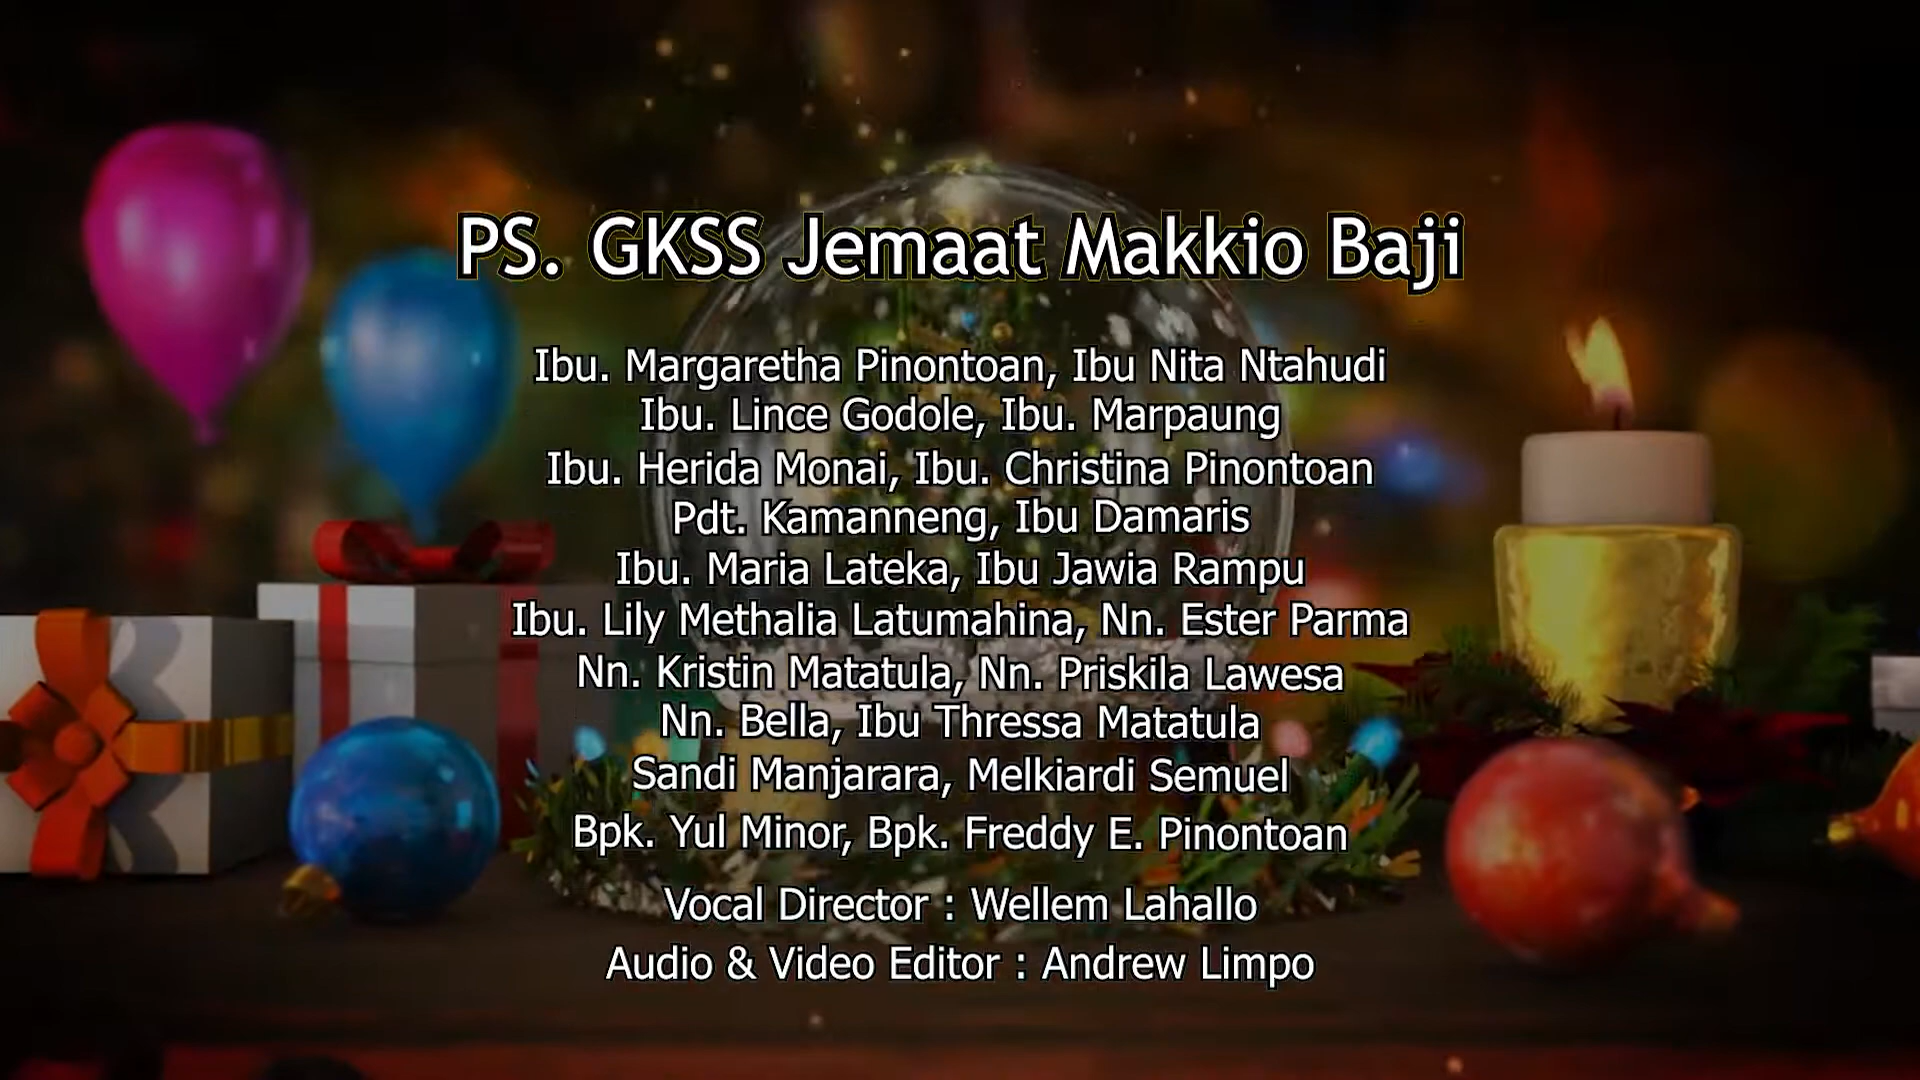 PS. GKSS Jemaat Makkio Baji
Ibu. Margaretha Pinontoan, Ibu Nita Ntahudi
Ibu. Lince Godole, Ibu. Marpaung
Ibu. Herida Monai, Ibu. Christina Pinontoan
Pdt. Kamanneng, Ibu Damaris
Ibu. Maria Lateka, Ibu Jawia Rampu
Ibu. Lily Methalia Latumahina, Nn. Ester Parma
Nn. Kristin Matatula, Nn. Priskila Lawesa
Nn. Bella, Ibu Thressa Matatula
Sandi Manjarara, Melkiardi Semuel
Bpk. Yul Minor, Bpk. Freddy E. Pinontoan
Vocal Director : Wellem Lahallo
Audio & Video Editor : Andrew Limpo